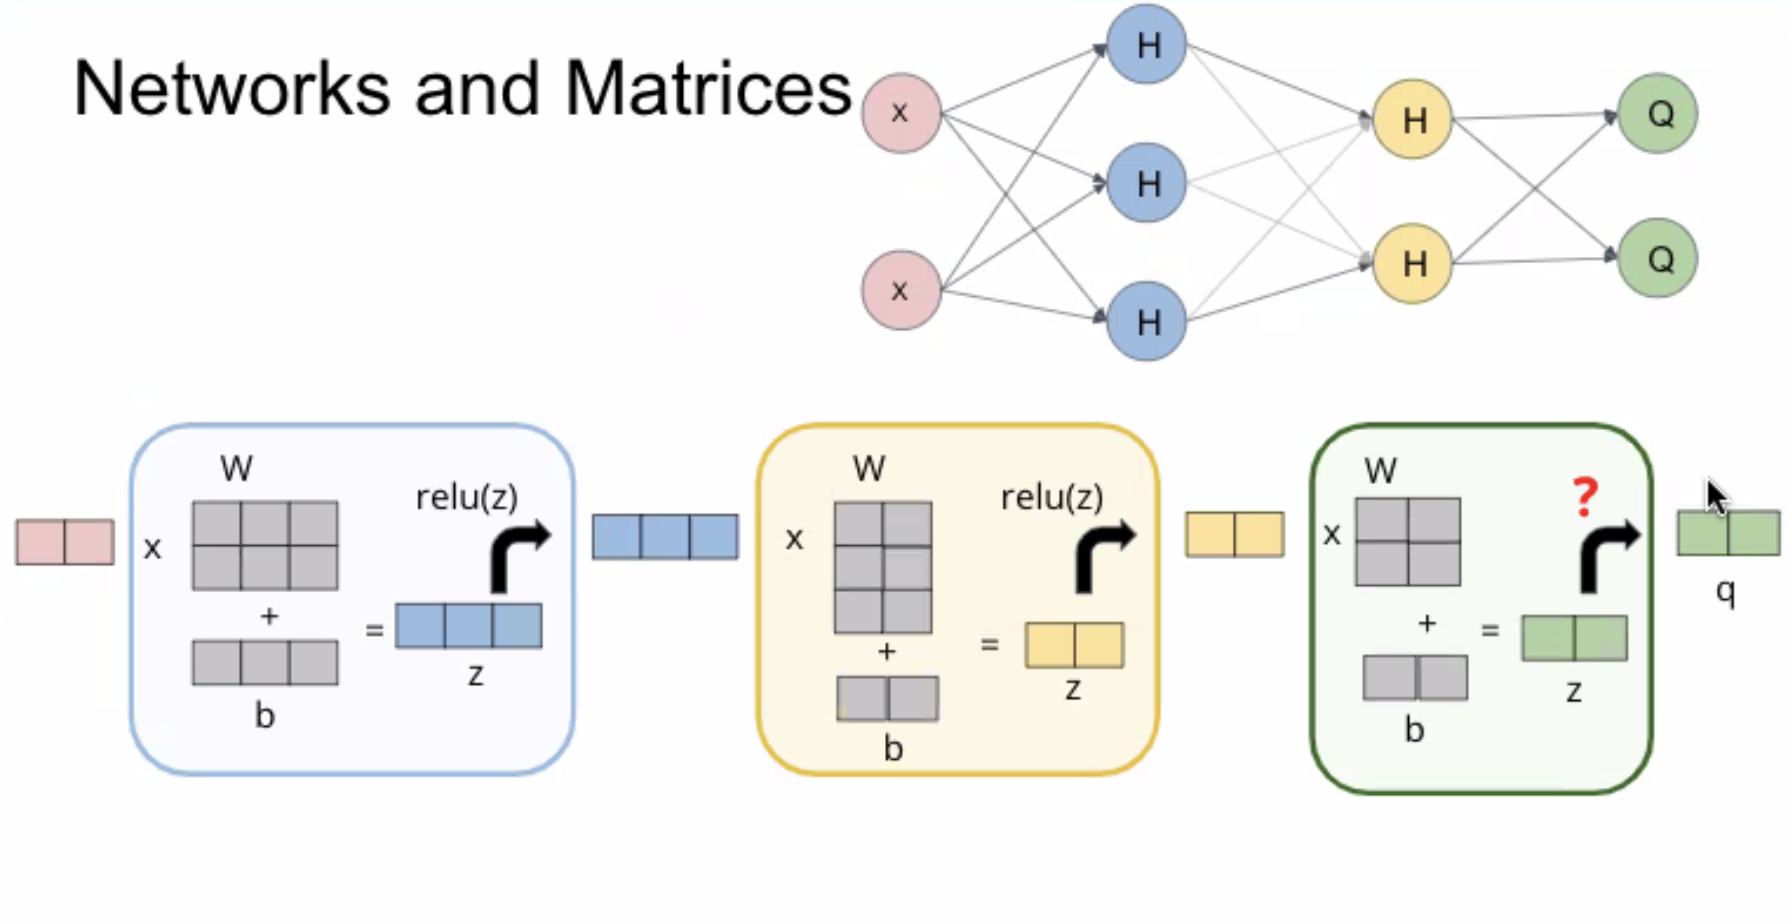 Networks and Matrices
x
x
H
H
H
H
H
Q
Q
x
W
+
b
=
relu(z)
z
x
W
+
b
=
relu(z)
z
x
W
+
b
=
?
z
q